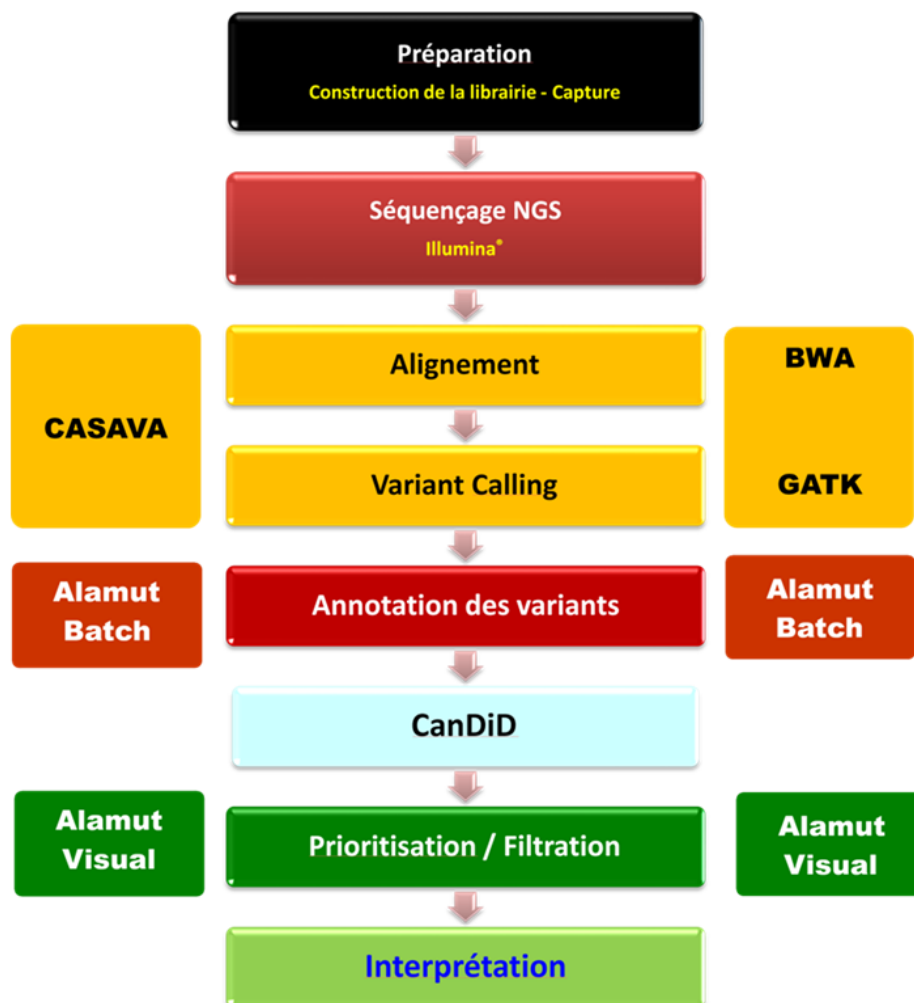 Préparation
Construction de la librairie - Capture
Séquençage NGS
Illumina®
CASAVA
Alignement
Variant Calling
BWA
GATK
Alamut
Batch
Annotation des variants
Alamut
Batch
CanDiD
Alamut
Visual
Prioritisation / Filtration
Alamut
Visual
Interprétation